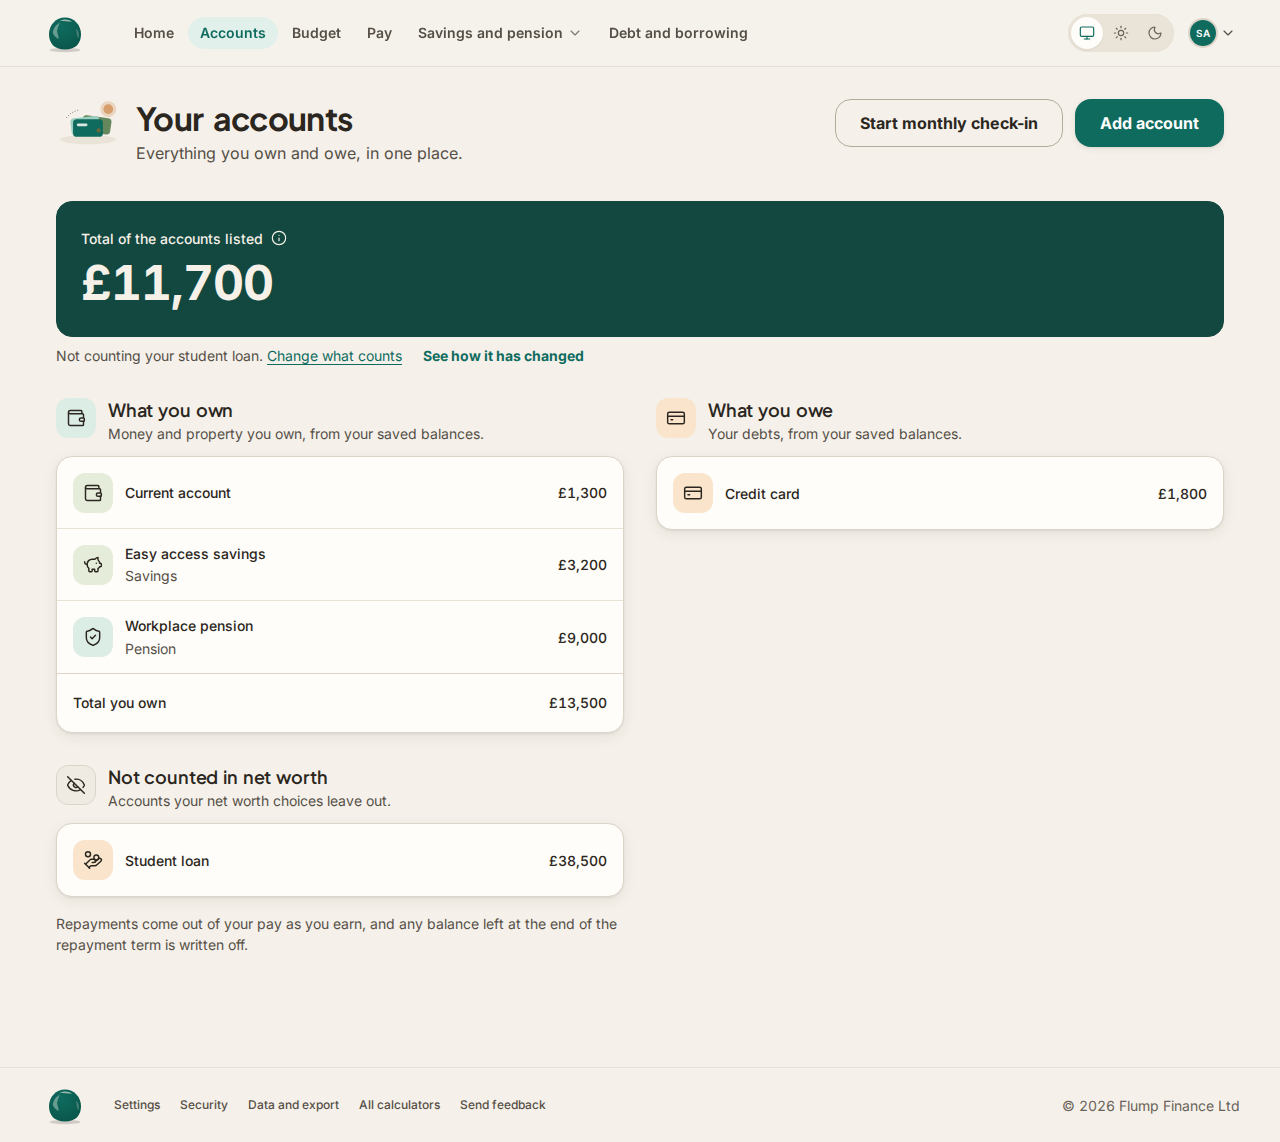 Home
Accounts
Budget
Pay
Savings and pension
Debt and borrowing
SA
Your accounts
Everything you own and owe, in one place.
Start monthly check-in
Add account
Total of the accounts listed
£11,700
Not counting your student loan. Change what counts
See how it has changed
What you own
Money and property you own, from your saved balances.
Current account
£1,300
Easy access savings
Savings
£3,200
Workplace pension
Pension
£9,000
Total you own
£13,500
What you owe
Your debts, from your saved balances.
Credit card
£1,800
Not counted in net worth
Accounts your net worth choices leave out.
Student loan
£38,500
Repayments come out of your pay as you earn, and any balance left at the end of the
repayment term is written off.
Settings
Security
Data and export
All calculators
Send feedback
© 2026 Flump Finance Ltd